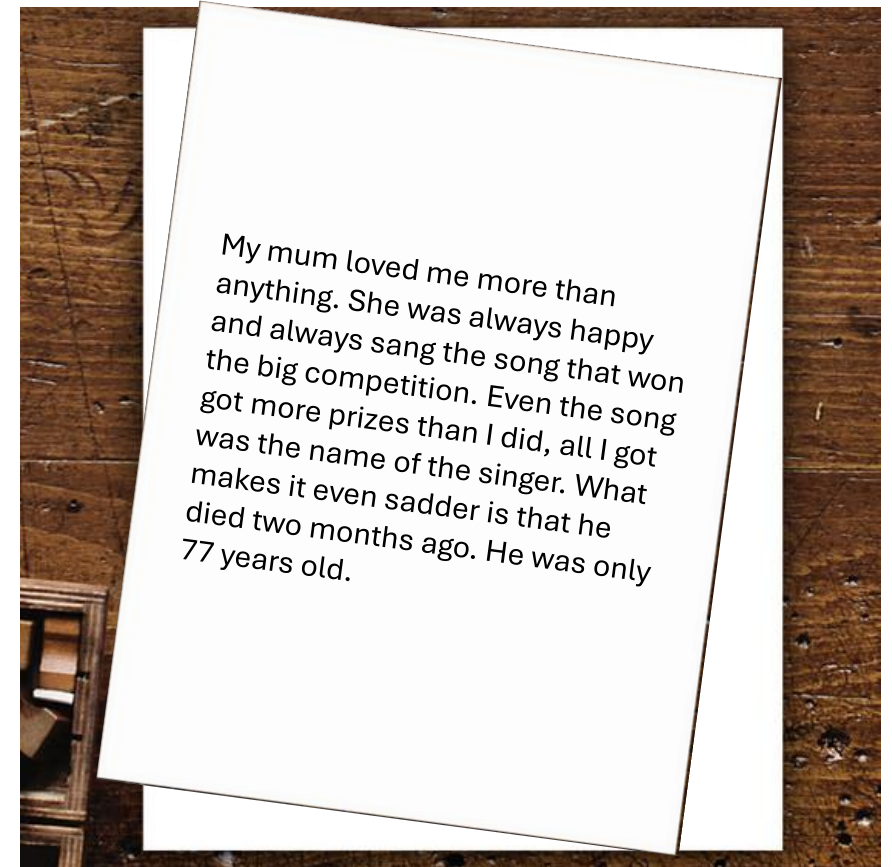 My mum loved me more than
anything. She was always happy
and always sang the song that won
the big competition. Even the song
got more prizes than I did, all I got
was the name of the singer. What
makes it even sadder is that he
died two months ago. He was only
77 years old.